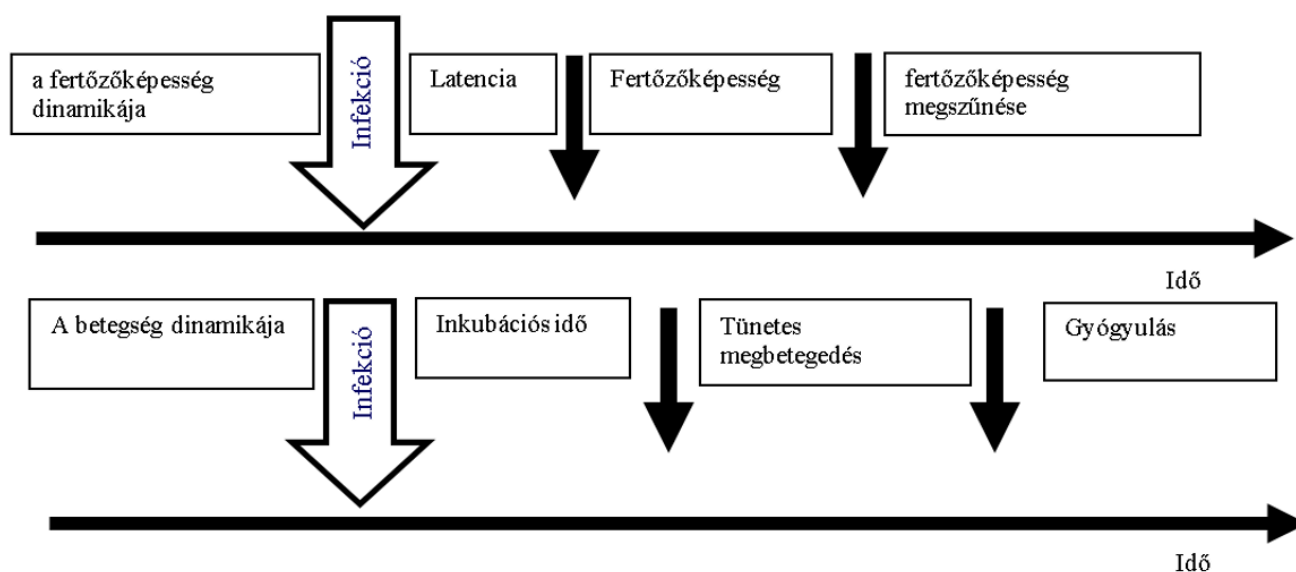 a fertőzőképesség
dinamikája
Infekció
Latencia
Fertőzőképesség
fertőzőképesség
megszűnése
Idő
A betegség dinamikája
Infekció
Inkubációs idő
Tünetes
megbetegedés
Gyógyulás
Idő